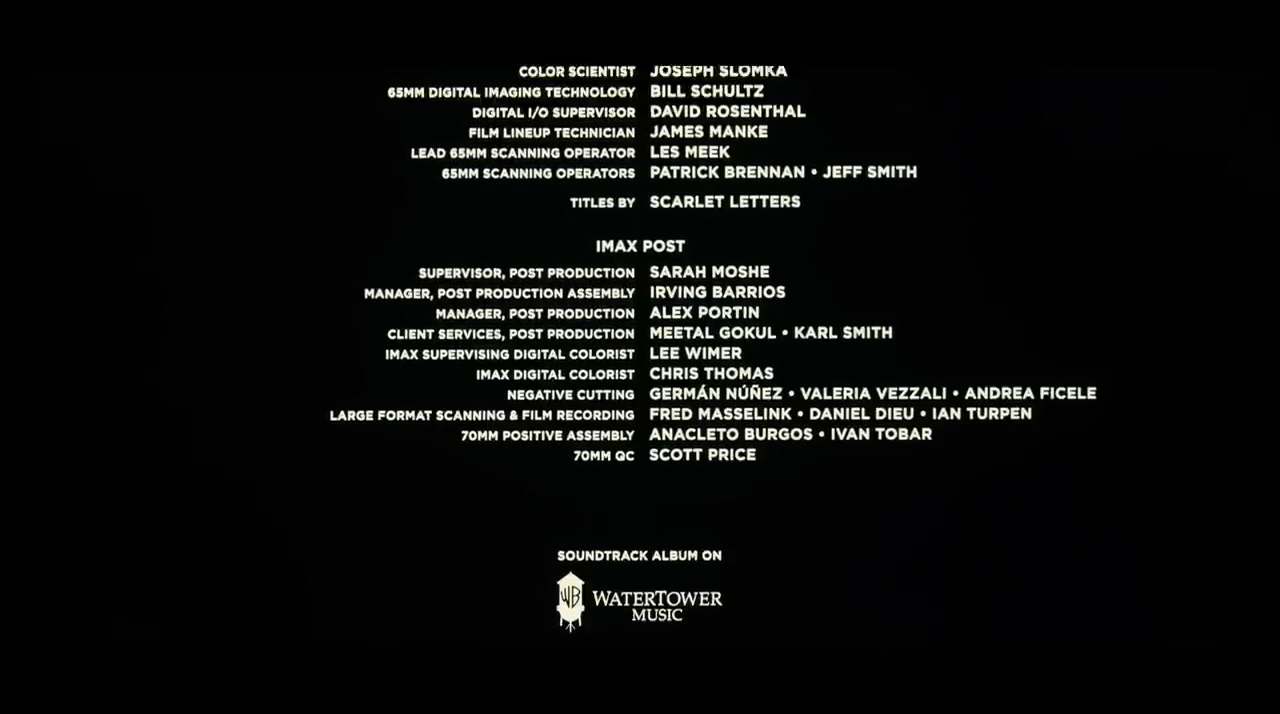 COLOR SCIENTIST JOSEPH SLOMKA
65MM DIGITAL IMAGING TECHNOLOGY BILL SCHULTZ
DIGITAL I/O SUPERVISOR DAVID ROSENTHAL
FILM LINEUP TECHNICIAN JAMES MANKE
LEAD 65MM SCANNING OPERATOR LES MEEK
65MM SCANNING OPERATORS PATRICK BRENNAN • JEFF SMITH
TITLES BY SCARLET LETTERS
IMAX POST
SUPERVISOR, POST PRODUCTION SARAH MOSHE
MANAGER, POST PRODUCTION ASSEMBLY IRVING BARRIOS
MANAGER, POST PRODUCTION ALEX PORTIN
CLIENT SERVICES, POST PRODUCTION MEETAL GOKUL • KARL SMITH
IMAX SUPERVISING DIGITAL COLORIST LEE WIMER
IMAX DIGITAL COLORIST CHRIS THOMAS
NEGATIVE CUTTING GERMÁN NÚÑEZ • VALERIA VEZZALI • ANDREA FICELE
LARGE FORMAT SCANNING & FILM RECORDING FRED MASSELINK • DANIEL DIEU • IAN TURPEN
70MM POSITIVE ASSEMBLY ANACLETO BURGOS • IVAN TOBAR
70MM QC SCOTT PRICE
SOUNDTRACK ALBUM ON
WB WATERTOWER
MUSIC